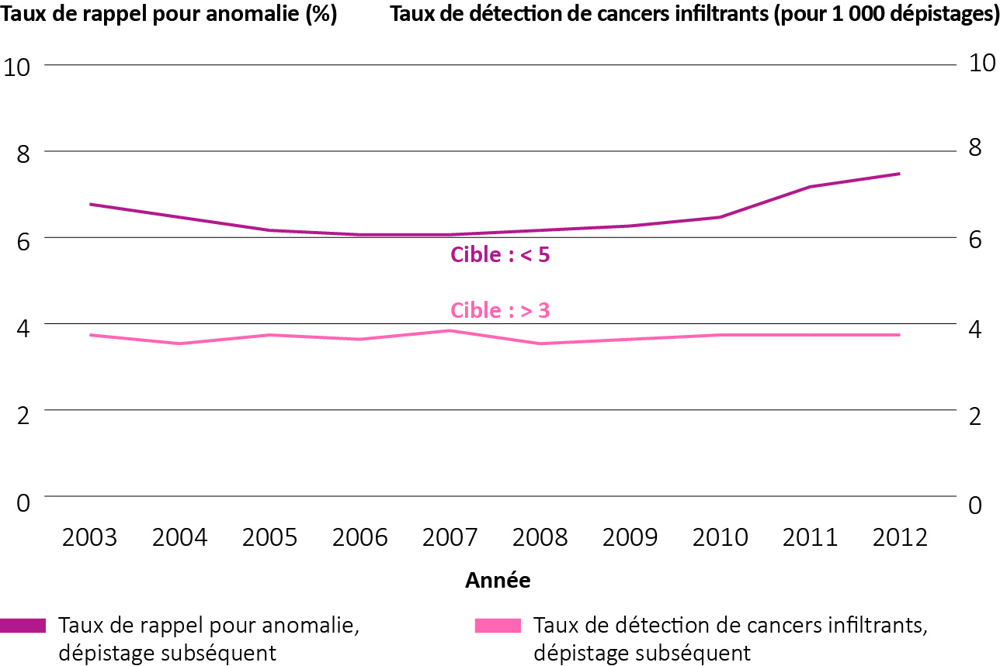 Taux de rappel pour anomalie (%)
Taux de détection de cancers infiltrants (pour 1 000 dépistages)
10
10
8
8
6
6
Cible : < 5
Cible : > 3
4
4
2
2
0
0
2003 2004 2005 2006 2007 2008 2009 2010 2011 2012
Année
Taux de rappel pour anomalie,
dépistage subséquent
Taux de détection de cancers infiltrants,
dépistage subséquent